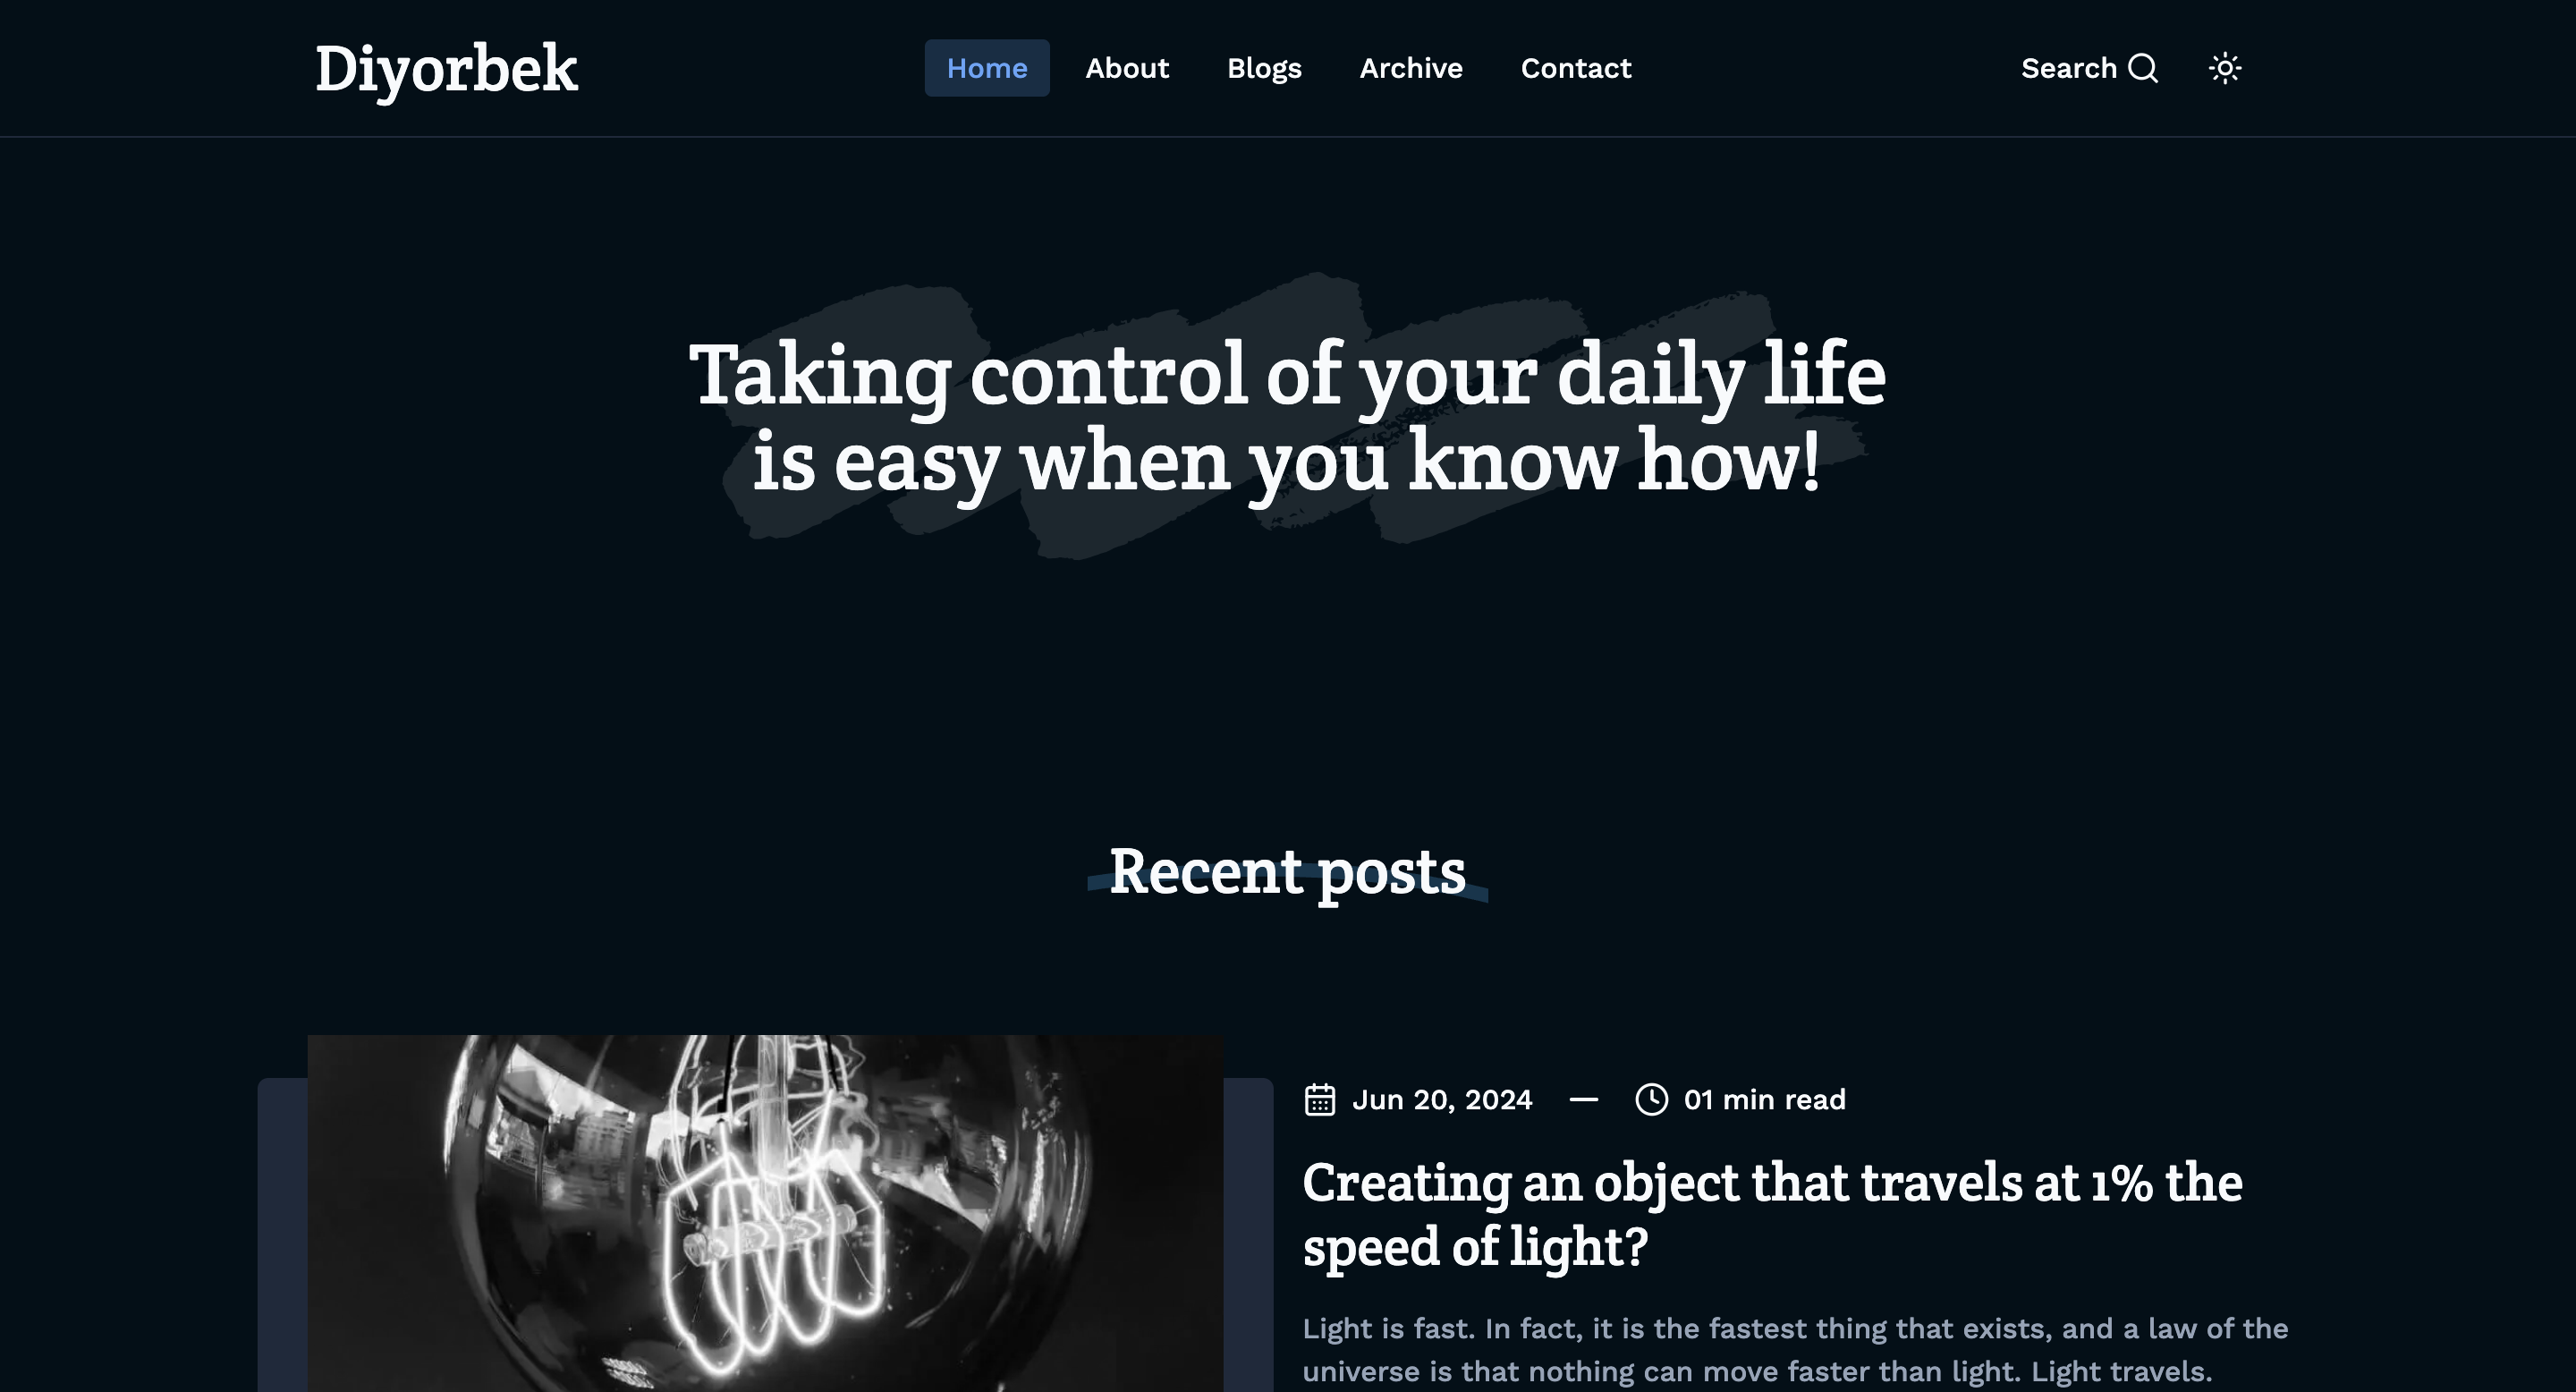 Diyorbek
Home About Blogs Archive Contact
Search
Taking control of your daily life
is easy when you know how!
Recent posts
Jun 20, 2024 — 01 min read
Creating an object that travels at 1% the
speed of light?
Light is fast. In fact, it is the fastest thing that exists, and a law of the
universe is that nothing can move faster than light. Light travels.